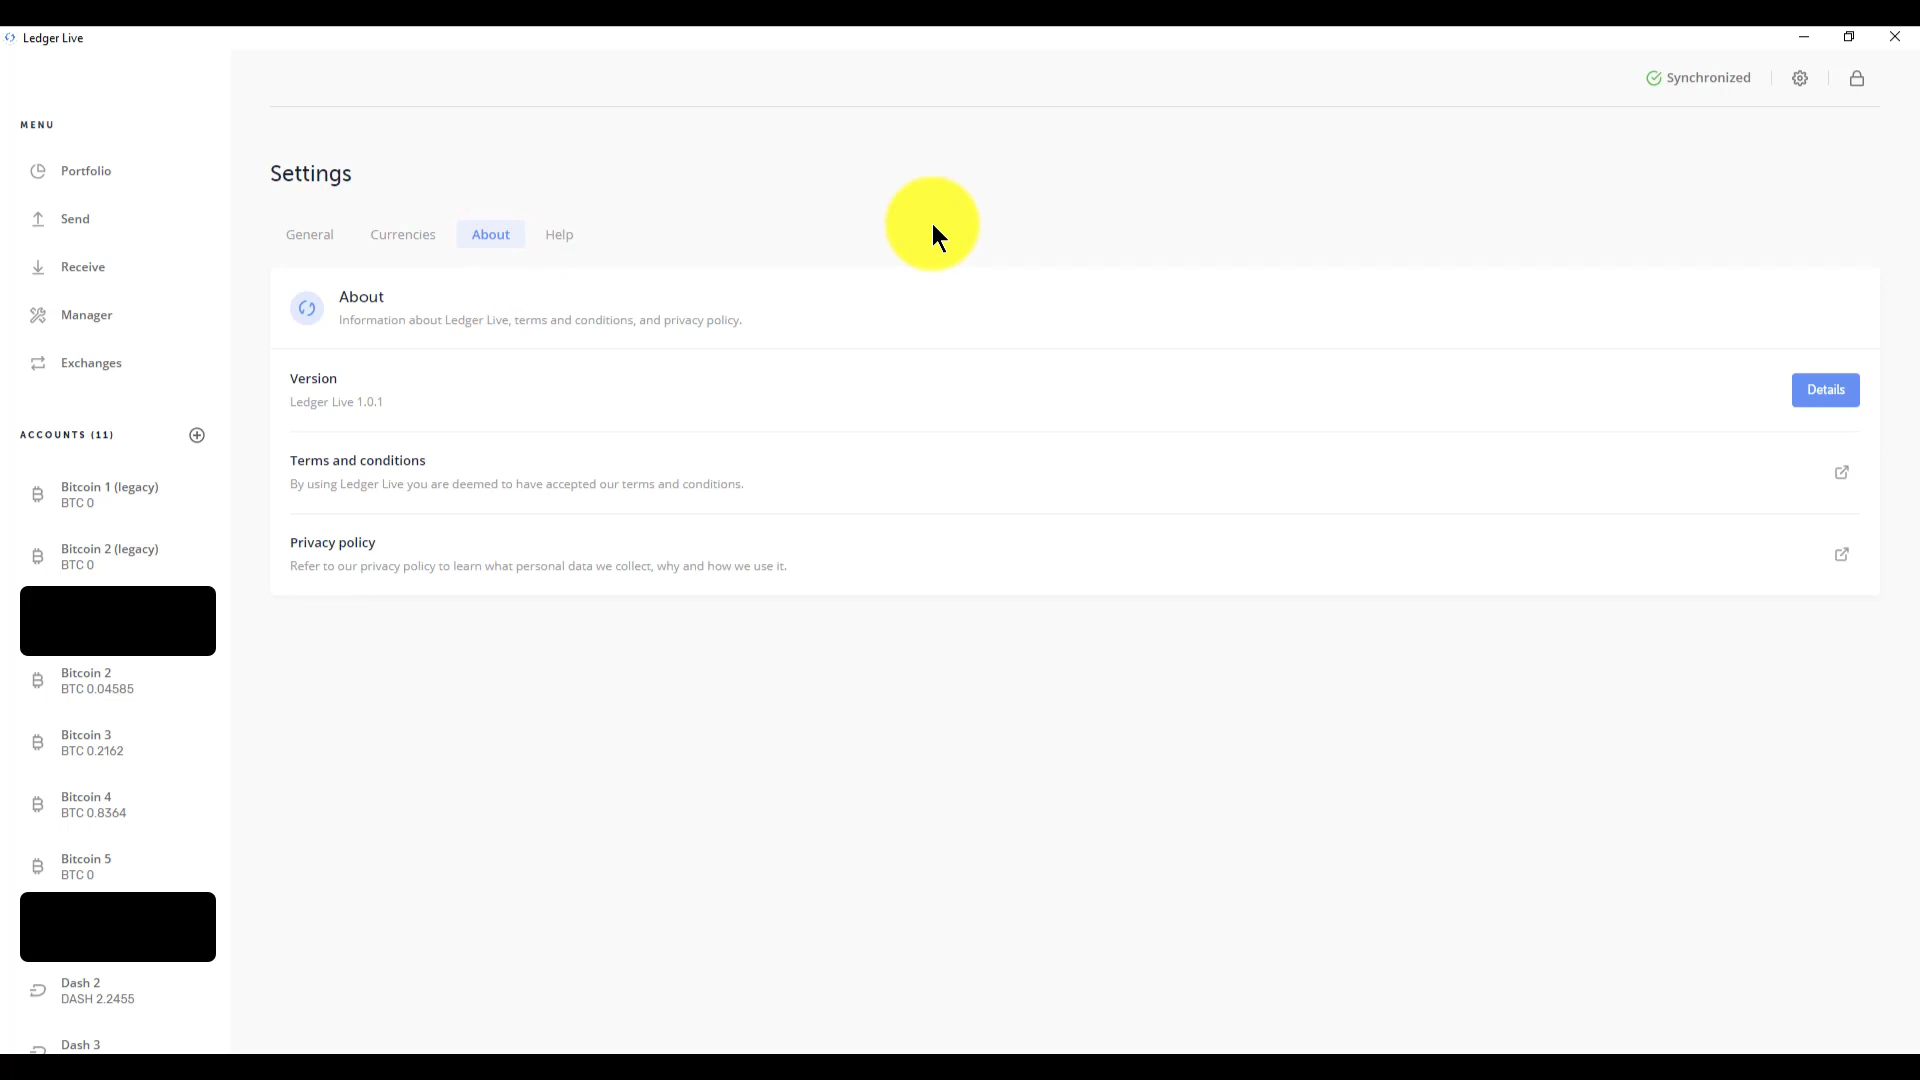 Ledger Live
Synchronized
MENU
Portfolio
Send
Receive
Manager
Exchanges
ACCOUNTS (11)
Bitcoin 1 (legacy)
BTC 0
Bitcoin 2 (legacy)
BTC 0
Bitcoin 2
BTC 0.04585
Bitcoin 3
BTC 0.2162
Bitcoin 4
BTC 0.8364
Bitcoin 5
BTC 0
Dash 2
DASH 2.2455
Dash 3
Settings
General Currencies About Help
About
Information about Ledger Live, terms and conditions, and privacy policy.
Version
Ledger Live 1.0.1
Details
Terms and conditions
By using Ledger Live you are deemed to have accepted our terms and conditions.
Privacy policy
Refer to our privacy policy to learn what personal data we collect, why and how we use it.